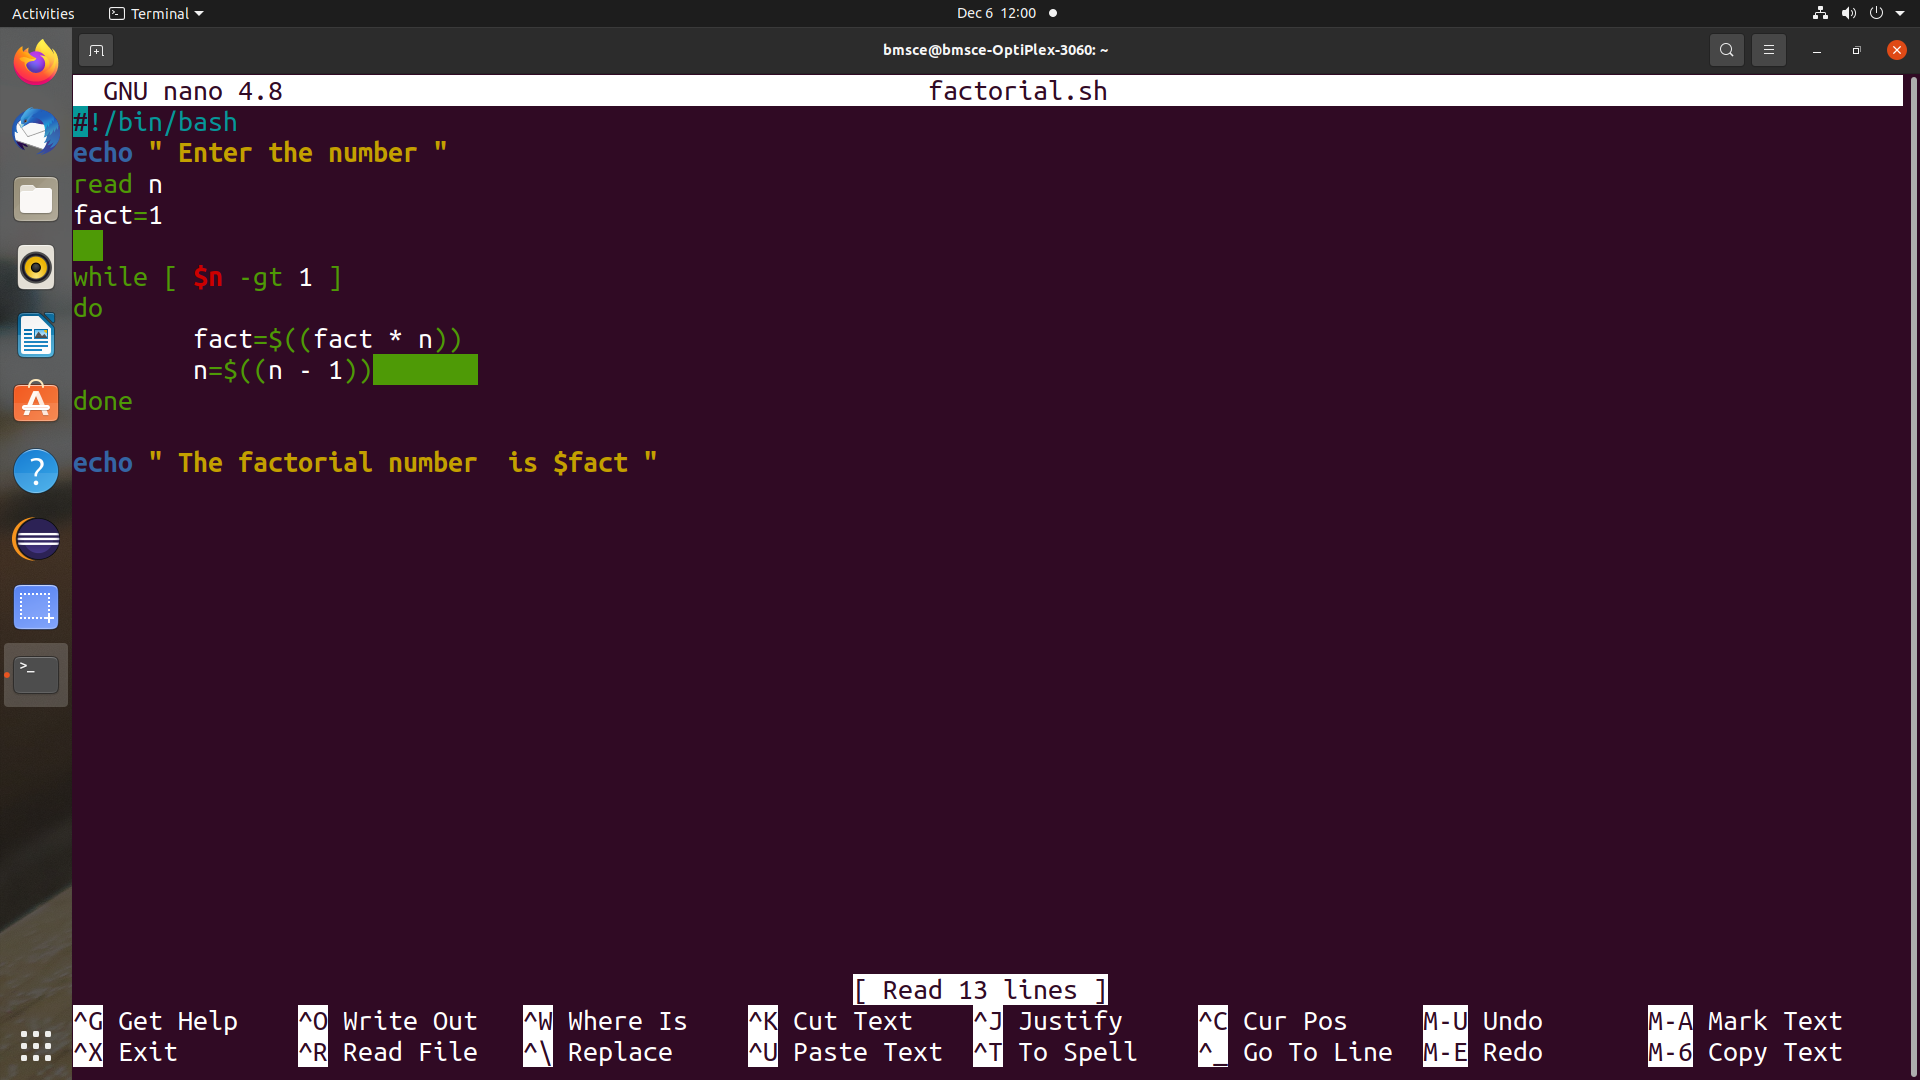 Activities Terminal Dec 6 12:00
bmsce@bmsce-OptiPlex-3060: ~
GNU nano 4.8 factorial.sh
#!/bin/bash
echo " Enter the number "
read n
fact=1
while [ $n -gt 1 ]
do
fact=$((fact * n))
n=$((n - 1))
done
echo " The factorial number  is $fact "
[ Read 13 lines ]
^G Get Help ^O Write Out ^W Where Is ^K Cut Text ^J Justify ^C Cur Pos M-U Undo M-A Mark Text
^X Exit ^R Read File ^\ Replace ^U Paste Text ^T To Spell ^_ Go To Line M-E Redo M-6 Copy Text